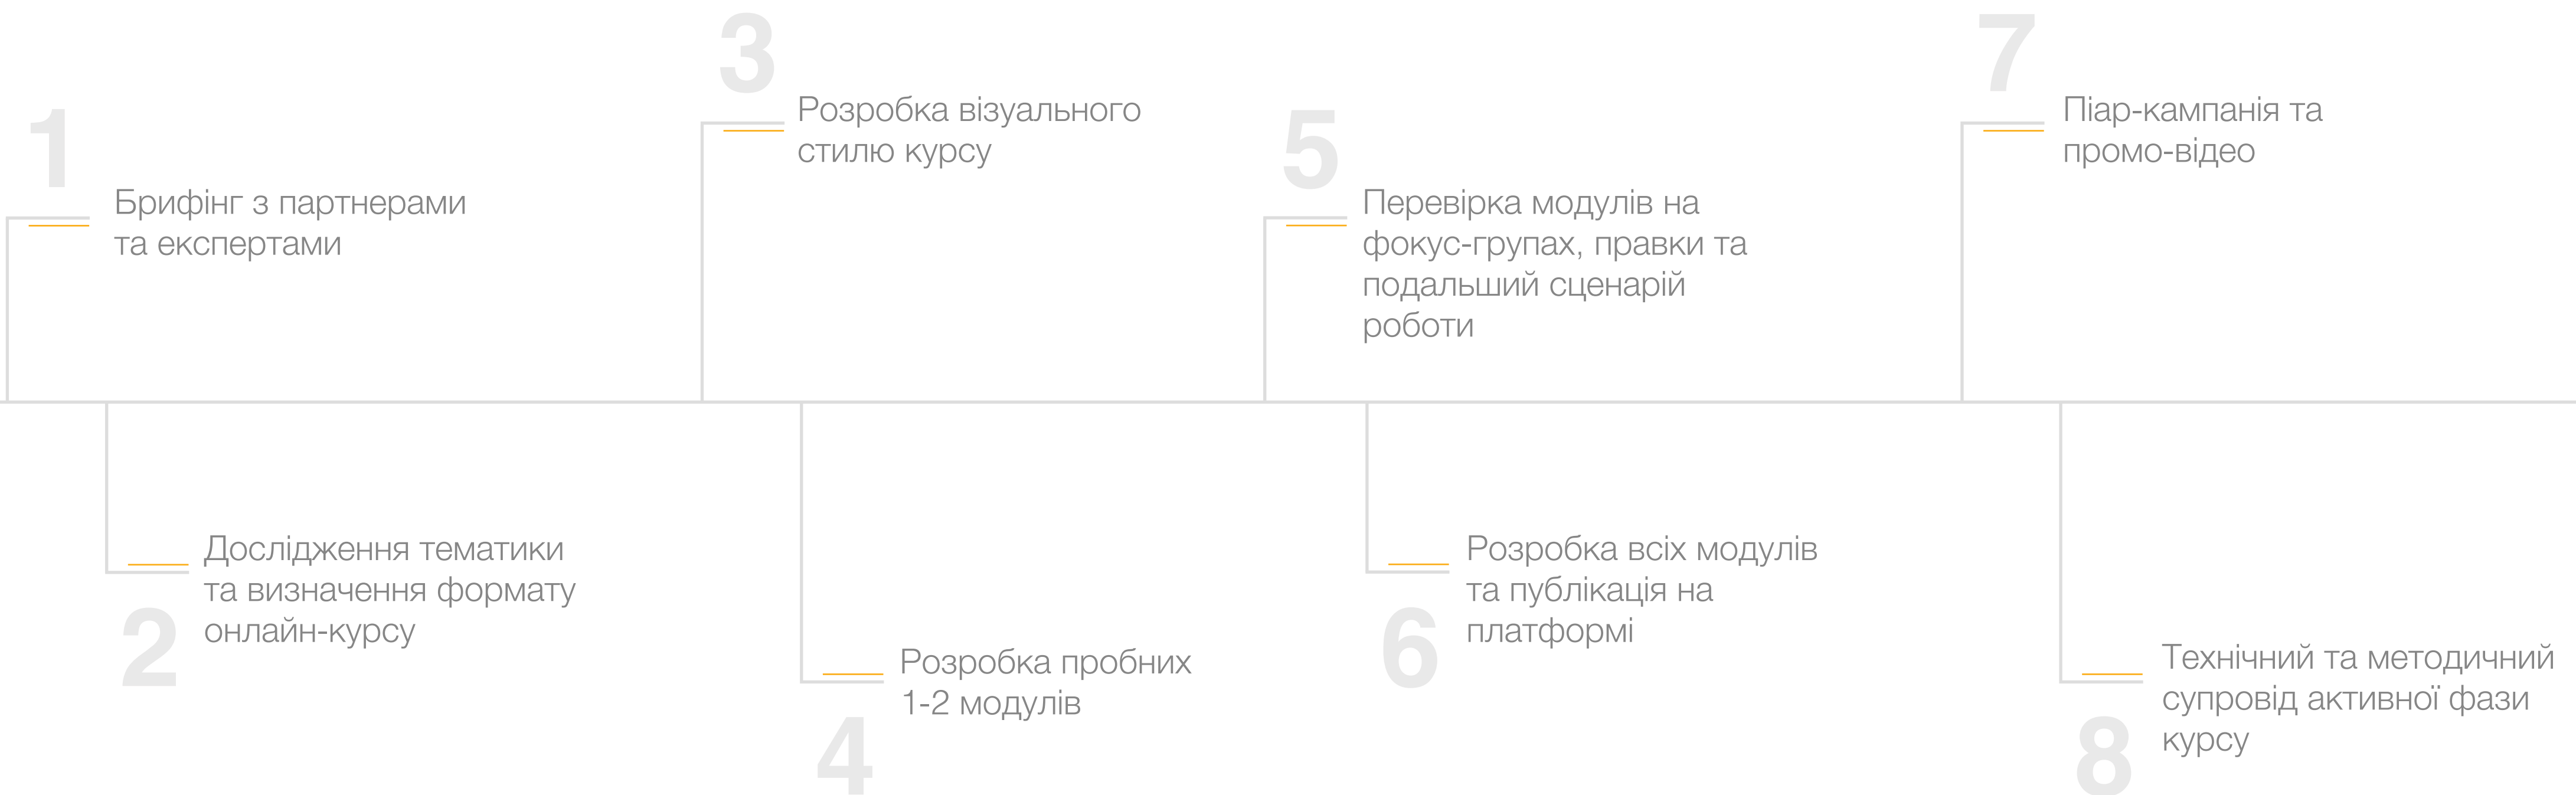 1
Брифінг з партнерами
та експертами
2
Дослідження тематики
та визначення формату
онлайн-курсу
3
Розробка візуального
стилю курсу
4
Розробка пробних
1-2 модулів
5
Перевірка модулів на
фокус-групах, правки та
подальший сценарій
роботи
6
Розробка всіх модулів
та публікація на
платформі
7
Піар-кампанія та
промо-відео
8
Технічний та методичний
супровід активної фази
курсу